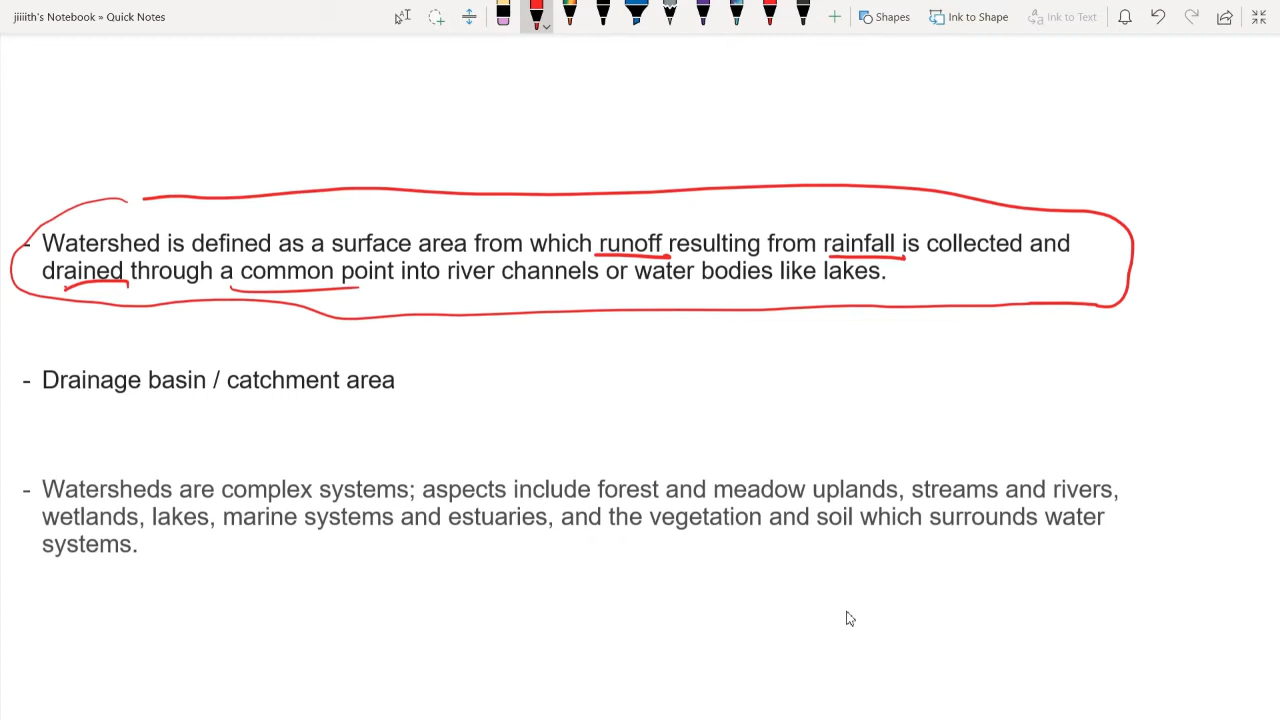 jiiiith's Notebook » Quick Notes
Shapes
Ink to Shape
Ink to Text
- Watershed is defined as a surface area from which runoff resulting from rainfall is collected and
drained through a common point into river channels or water bodies like lakes.
- Drainage basin / catchment area
- Watersheds are complex systems; aspects include forest and meadow uplands, streams and rivers,
wetlands, lakes, marine systems and estuaries, and the vegetation and soil which surrounds water
systems.